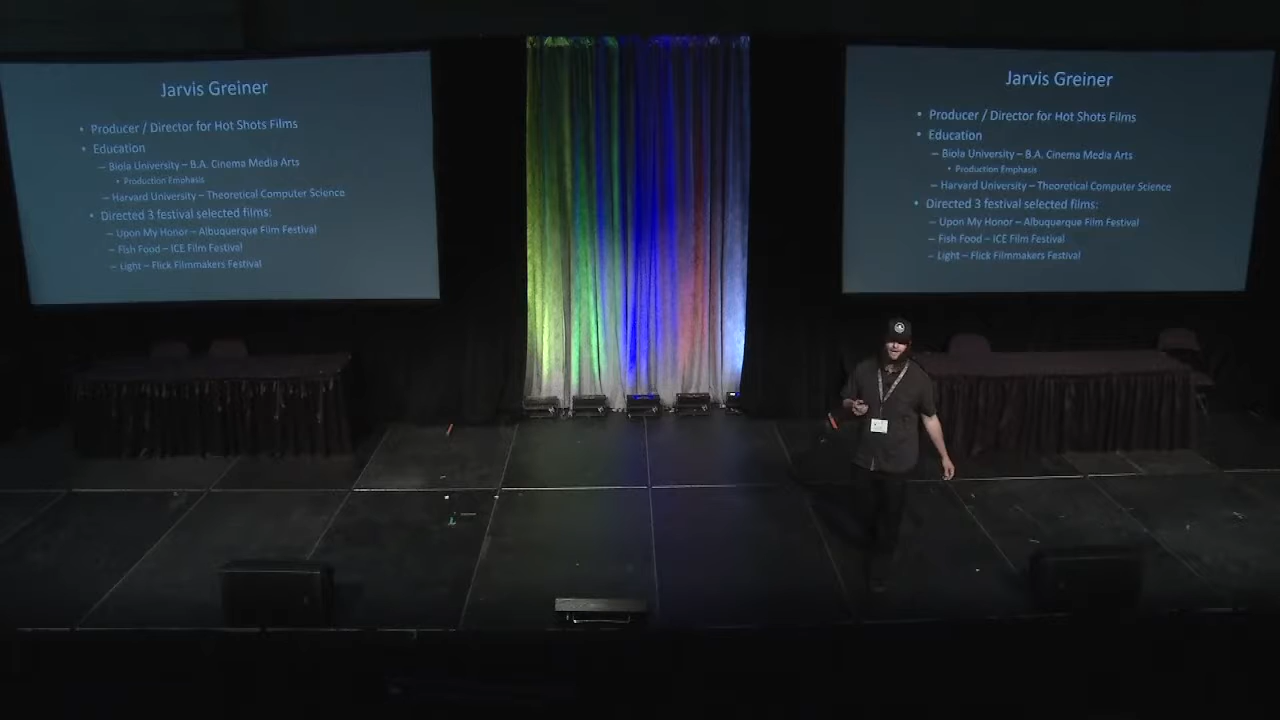 Jarvis Greiner
• Producer / Director for Hot Shots Films
• Education
– Biola University – B.A. Cinema Media Arts
• Production Emphasis
– Harvard University – Theoretical Computer Science
• Directed 3 festival selected films:
– Upon My Honor – Albuquerque Film Festival
– Fish Food – ICE Film Festival
– Light – Flick Filmmakers Festival
Jarvis Greiner
• Producer / Director for Hot Shots Films
• Education
– Biola University – B.A. Cinema Media Arts
• Production Emphasis
– Harvard University – Theoretical Computer Science
• Directed 3 festival selected films:
– Upon My Honor – Albuquerque Film Festival
– Fish Food – ICE Film Festival
– Light – Flick Filmmakers Festival